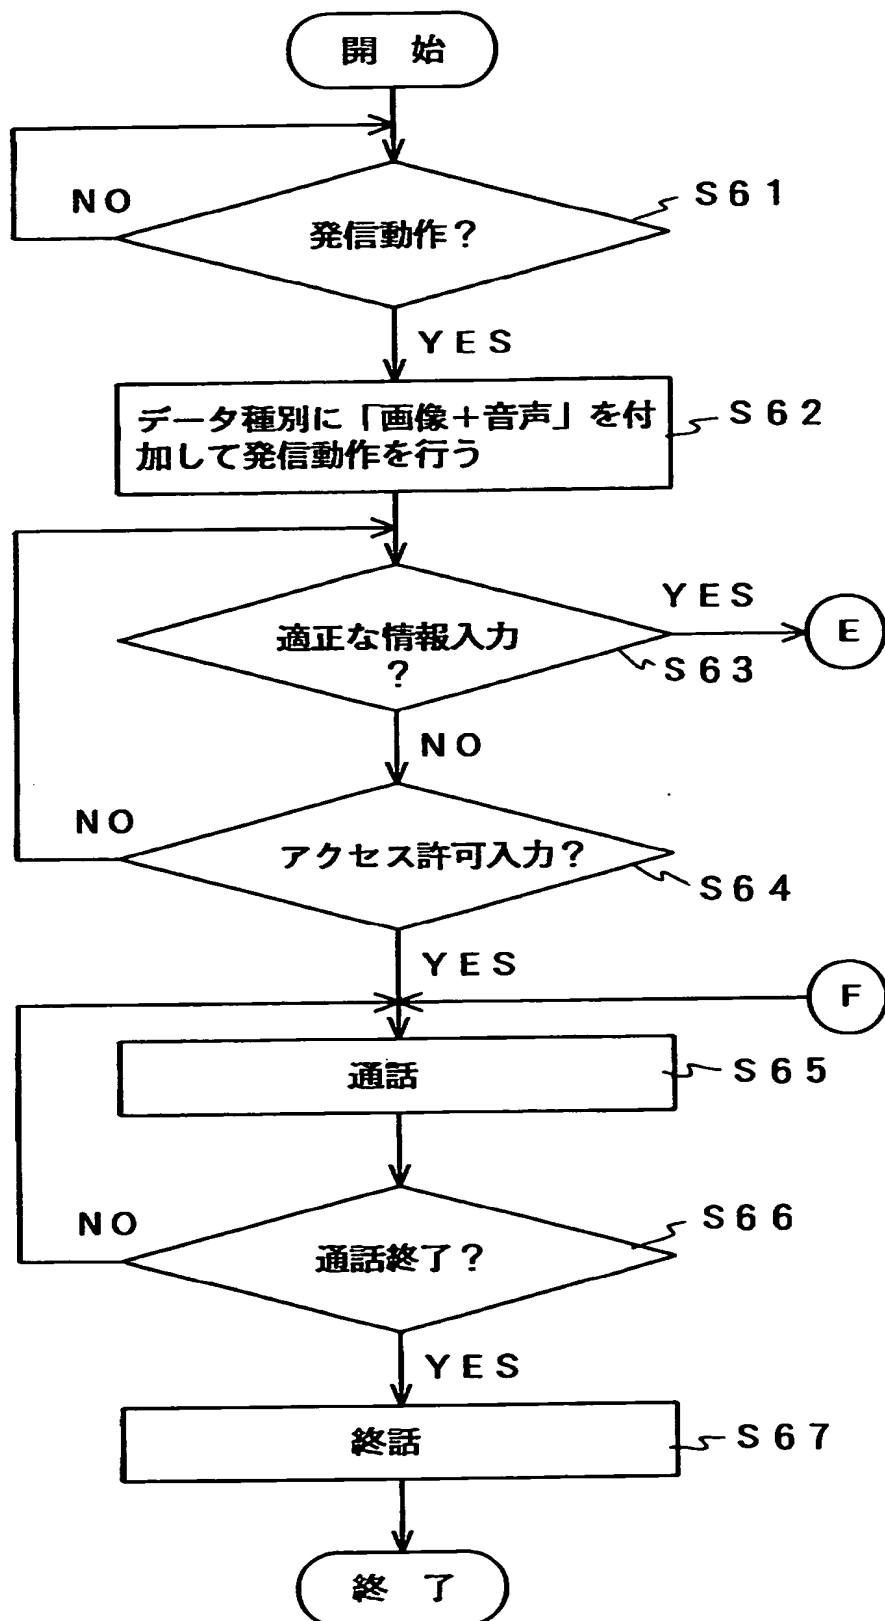 開 始
NO
S61
発信動作?
YES
データ種別に「画像+音声」を付
加して発信動作を行う
S62
YES
E
適正な情報入力
?
S63
NO
NO
アクセス許可入力?
S64
YES
F
通話
S65
NO
S66
通話終了?
YES
終話
S67
終 了